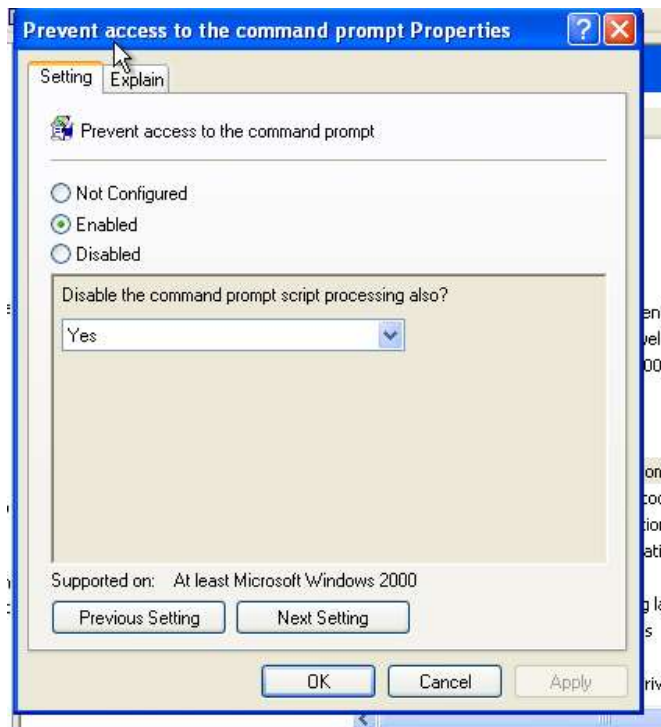 Prevent access to the command prompt Properties
Setting
Explain
Prevent access to the command prompt
Not Configured
Enabled
Disabled
Disable the command prompt script processing also?
Yes
Supported on: At least Microsoft Windows 2000
Previous Setting
Next Setting
OK
Cancel
Apply